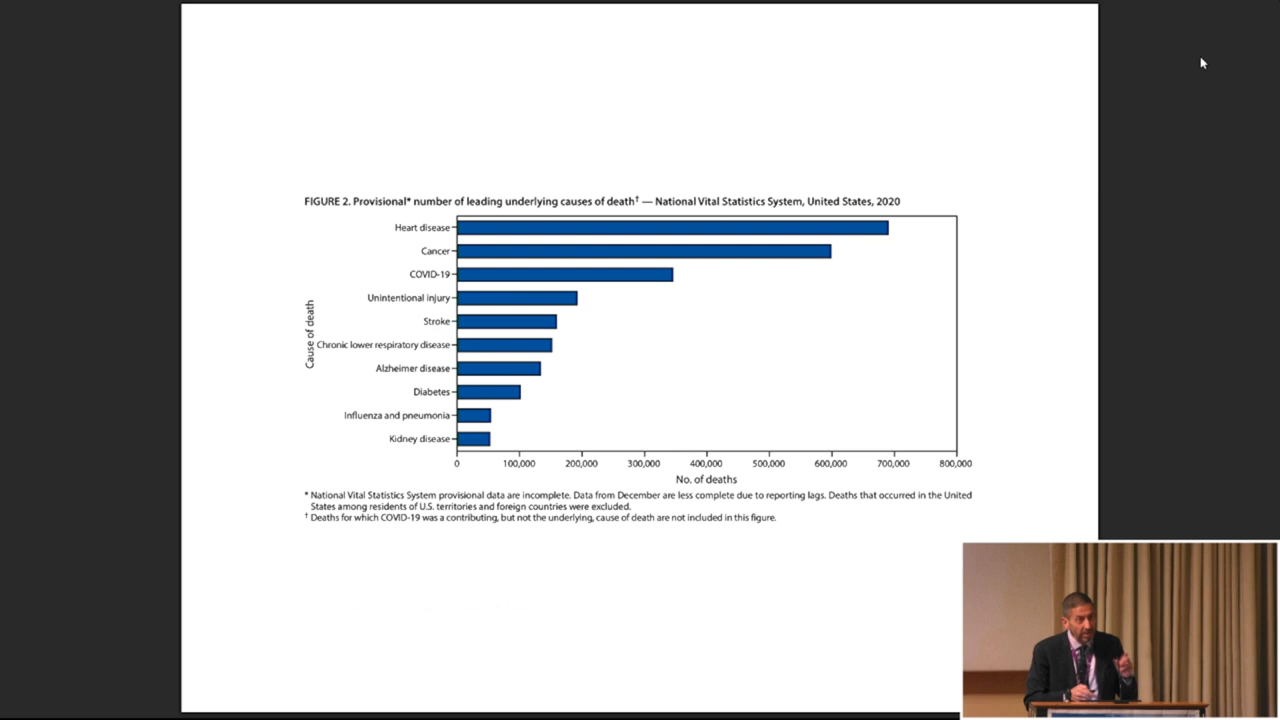 FIGURE 2. Provisional* number of leading underlying causes of death† — National Vital Statistics System, United States, 2020
Heart disease
Cancer
COVID-19
Unintentional injury
Stroke
Chronic lower respiratory disease
Alzheimer disease
Diabetes
Influenza and pneumonia
Kidney disease
Cause of death
0 100,000 200,000 300,000 400,000 500,000 600,000 700,000 800,000
No. of deaths
* National Vital Statistics System provisional data are incomplete. Data from December are less complete due to reporting lags. Deaths that occurred in the United
States among residents of U.S. territories and foreign countries were excluded.
† Deaths for which COVID-19 was a contributing, but not the underlying, cause of death are not included in this figure.